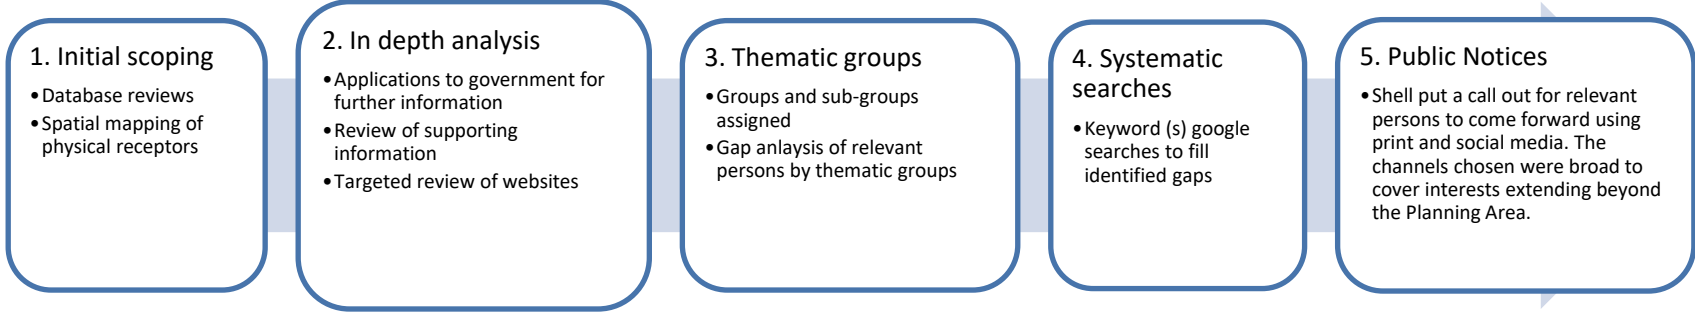 1. Initial scoping
•Database reviews
•Spatial mapping of
physical receptors
2. In depth analysis
•Applications to government for
further information
•Review of supporting
information
•Targeted review of websites
3. Thematic groups
•Groups and sub-groups
assigned
•Gap anlaysis of relevant
persons by thematic groups
4. Systematic
searches
•Keyword (s) google
searches to fill
identified gaps
5. Public Notices
•Shell put a call out for relevant
persons to come forward using
print and social media. The
channels chosen were broad to
cover interests extending beyond
the Planning Area.